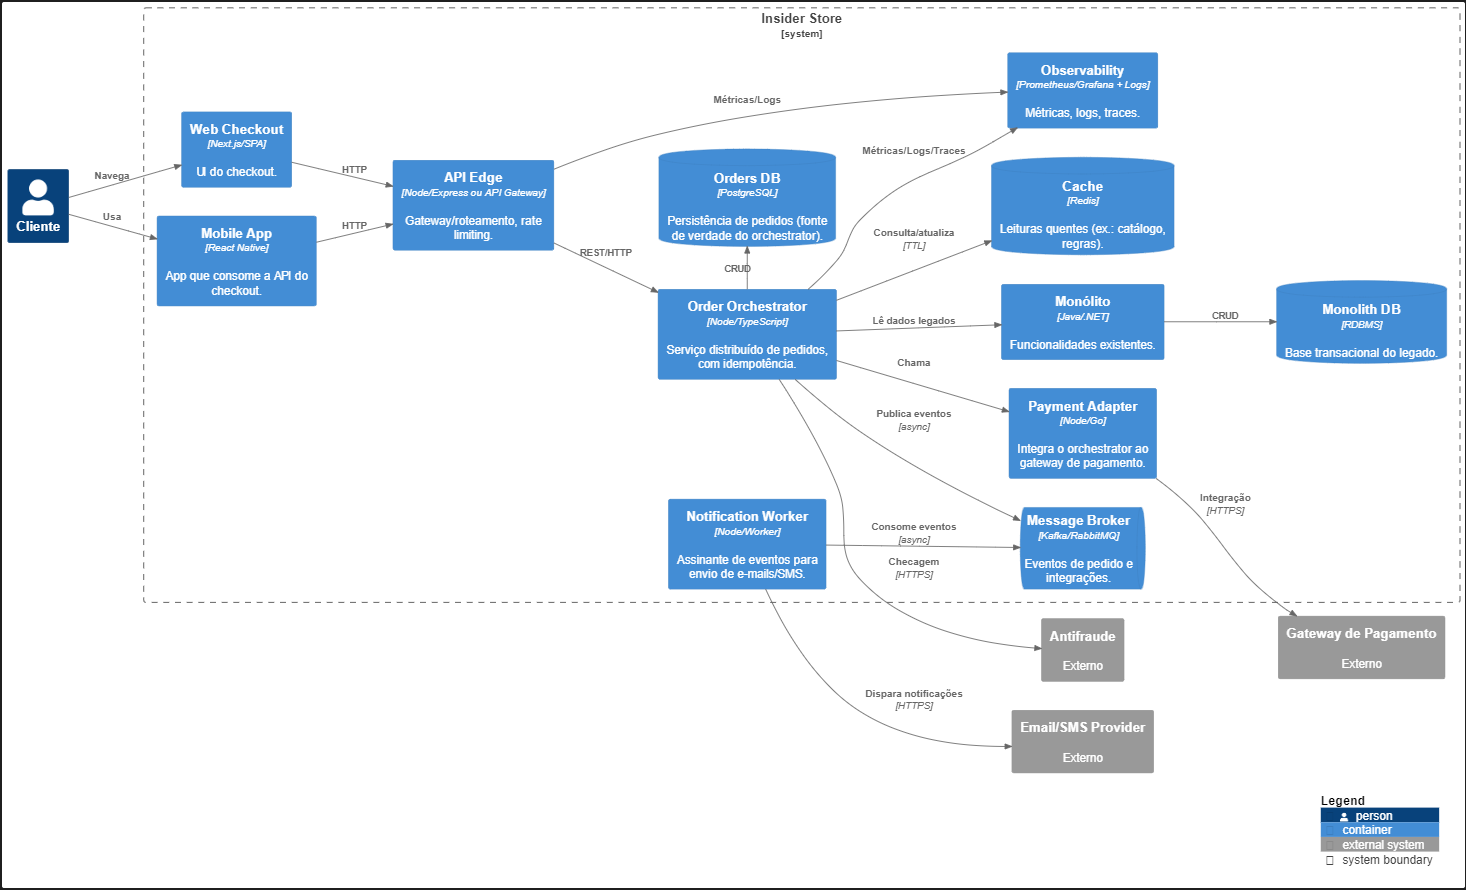 Insider Store
[system]
Cliente
Navega
Usa
Web Checkout
[Next.js/SPA]
UI do checkout.
Mobile App
[React Native]
App que consome a API do
checkout.
HTTP
HTTP
API Edge
[Node/Express ou API Gateway]
Gateway/roteamento, rate
limiting.
Métricas/Logs
REST/HTTP
Orders DB
[PostgreSQL]
Persistência de pedidos (fonte
de verdade do orchestrator).
CRUD
Order Orchestrator
[Node/TypeScript]
Serviço distribuído de pedidos,
com idempotência.
Notification Worker
[Node/Worker]
Assinante de eventos para
envio de e-mails/SMS.
Métricas/Logs/Traces
Consulta/atualiza
[TTL]
Lê dados legados
Chama
Publica eventos
[async]
Consome eventos
[async]
Checagem
[HTTPS]
Dispara notificações
[HTTPS]
Observability
[Prometheus/Grafana + Logs]
Métricas, logs, traces.
Cache
[Redis]
Leituras quentes (ex.: catálogo,
regras).
Monólito
[Java/.NET]
Funcionalidades existentes.
CRUD
Monolith DB
[RDBMS]
Base transacional do legado.
Payment Adapter
[Node/Go]
Integra o orchestrator ao
gateway de pagamento.
Integração
[HTTPS]
Message Broker
[Kafka/RabbitMQ]
Eventos de pedido e
integrações.
Antifraude
Externo
Gateway de Pagamento
Externo
Email/SMS Provider
Externo
Legend
person
container
external system
system boundary